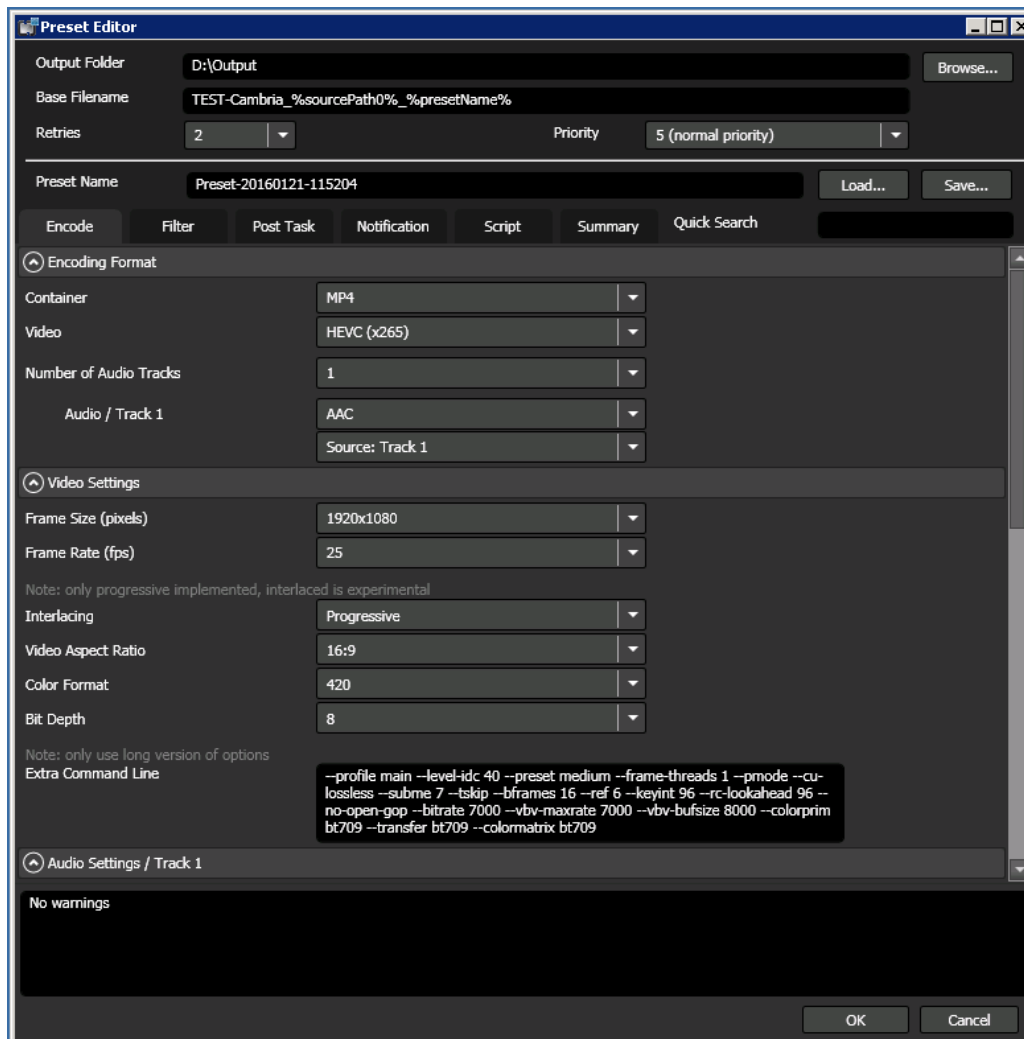 Preset Editor
Output Folder D:\Output Browse...
Base Filename TEST-Cambria_%sourcePath0%_%presetName%
Retries 2 Priority 5 (normal priority)
Preset Name Preset-20160121-115204 Load... Save...
Encode Filter Post Task Notification Script Summary Quick Search
Encoding Format
Container MP4
Video HEVC (x265)
Number of Audio Tracks 1
Audio / Track 1 AAC
Source: Track 1
Video Settings
Frame Size (pixels) 1920x1080
Frame Rate (fps) 25
Note: only progressive implemented, interlaced is experimental
Interlacing Progressive
Video Aspect Ratio 16:9
Color Format 420
Bit Depth 8
Note: only use long version of options
Extra Command Line
--profile main --level-idc 40 --preset medium --frame-threads 1 --pmode --cu-
lossless --subme 7 --tskip --bframes 16 --ref 6 --keyint 96 --rc-lookahead 96 --
no-open-gop --bitrate 7000 --vbv-maxrate 7000 --vbv-bufsize 8000 --colorprim
bt709 --transfer bt709 --colormatrix bt709
Audio Settings / Track 1
No warnings
OK Cancel